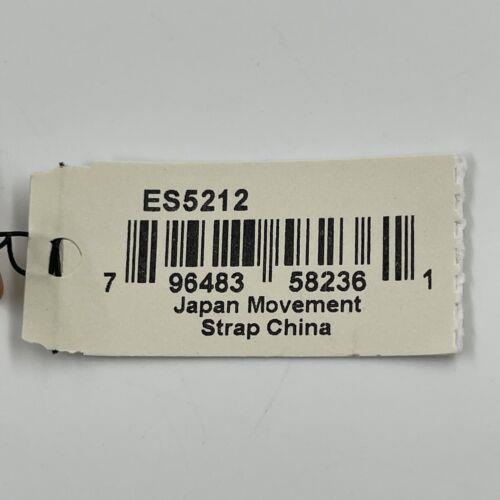 ES5212
7 96483 58236 1
Japan Movement
Strap China